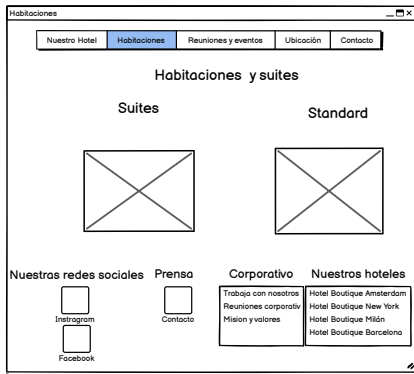 Habitaciones
Nuestro Hotel Habitaciones Reuniones y eventos Ubicación Contacto
Habitaciones y suites
Suites Standard
Nuestras redes sociales Prensa Corporativo Nuestros hoteles
Trabaja con nosotros Hotel Boutique Amsterdam
Reuniones corporativ Hotel Boutique New York
Instragram Contacto Mision y valores Hotel Boutique Milán
Hotel Boutique Barcelona
Facebook